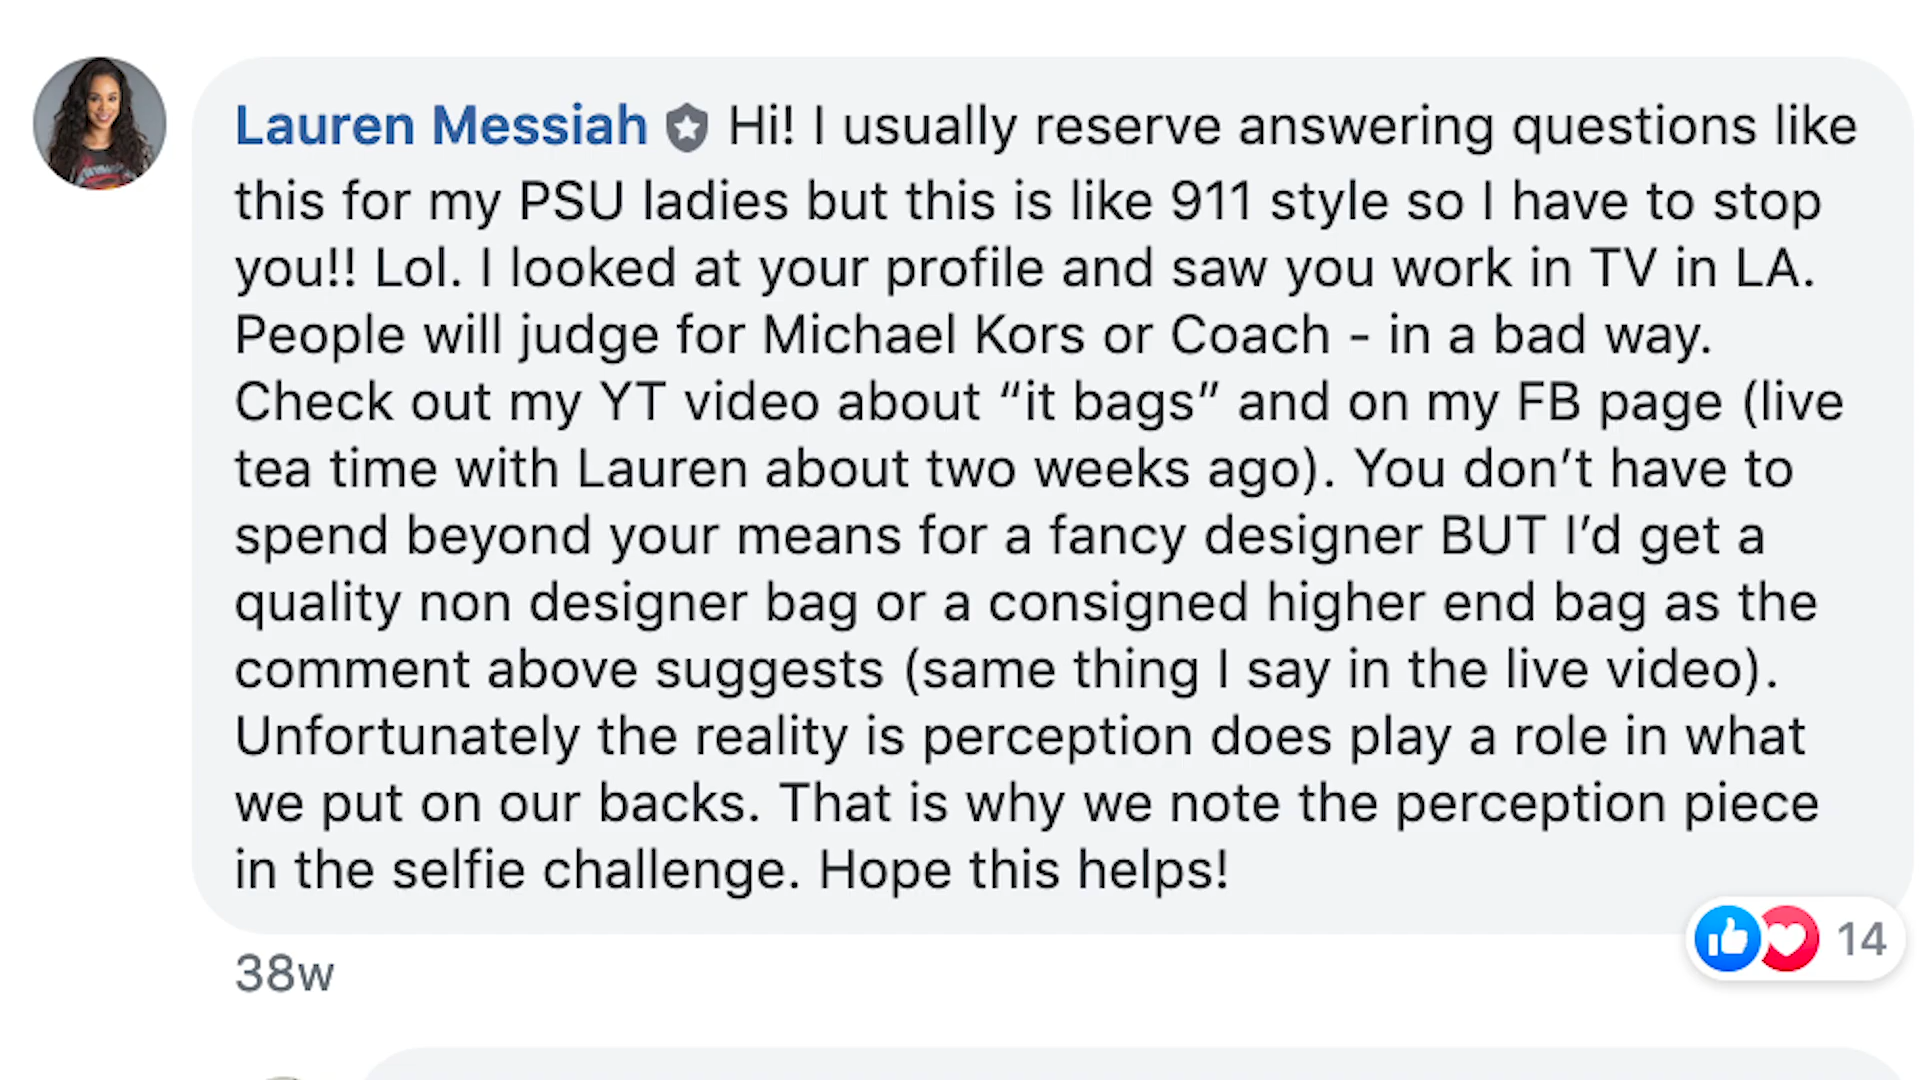 Lauren Messiah Hi! I usually reserve answering questions like
this for my PSU ladies but this is like 911 style so I have to stop
you!! Lol. I looked at your profile and saw you work in TV in LA.
People will judge for Michael Kors or Coach - in a bad way.
Check out my YT video about “it bags” and on my FB page (live
tea time with Lauren about two weeks ago). You don’t have to
spend beyond your means for a fancy designer BUT I’d get a
quality non designer bag or a consigned higher end bag as the
comment above suggests (same thing I say in the live video).
Unfortunately the reality is perception does play a role in what
we put on our backs. That is why we note the perception piece
in the selfie challenge. Hope this helps!
14
38w